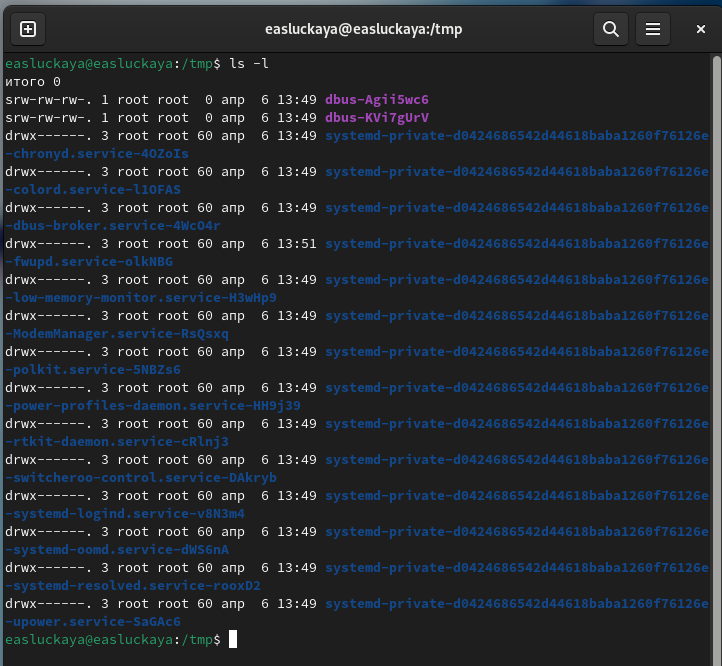 easluckaya@easluckaya:/tmp
easluckaya@easluckaya:/tmp$ ls -l
итого 0
srw-rw-rw-. 1 root root  0 апр  6 13:49 dbus-Agii5wc6
srw-rw-rw-. 1 root root  0 апр  6 13:49 dbus-KVi7gUrV
drwx------. 3 root root 60 апр  6 13:49 systemd-private-d0424686542d44618baba1260f76126e
-chronyd.service-4OZoIs
drwx------. 3 root root 60 апр  6 13:49 systemd-private-d0424686542d44618baba1260f76126e
-colord.service-l1OFAS
drwx------. 3 root root 60 апр  6 13:49 systemd-private-d0424686542d44618baba1260f76126e
-dbus-broker.service-4WcO4r
drwx------. 3 root root 60 апр  6 13:51 systemd-private-d0424686542d44618baba1260f76126e
-fwupd.service-olkNBG
drwx------. 3 root root 60 апр  6 13:49 systemd-private-d0424686542d44618baba1260f76126e
-low-memory-monitor.service-H3wHp9
drwx------. 3 root root 60 апр  6 13:49 systemd-private-d0424686542d44618baba1260f76126e
-ModemManager.service-RsQsxq
drwx------. 3 root root 60 апр  6 13:49 systemd-private-d0424686542d44618baba1260f76126e
-polkit.service-5NBZsG
drwx------. 3 root root 60 апр  6 13:49 systemd-private-d0424686542d44618baba1260f76126e
-power-profiles-daemon.service-HH9j39
drwx------. 3 root root 60 апр  6 13:49 systemd-private-d0424686542d44618baba1260f76126e
-rtkit-daemon.service-cRlnj3
drwx------. 3 root root 60 апр  6 13:49 systemd-private-d0424686542d44618baba1260f76126e
-switcheroo-control.service-DAkryb
drwx------. 3 root root 60 апр  6 13:49 systemd-private-d0424686542d44618baba1260f76126e
-systemd-logind.service-v8N3m4
drwx------. 3 root root 60 апр  6 13:49 systemd-private-d0424686542d44618baba1260f76126e
-systemd-oomd.service-dWS6nA
drwx------. 3 root root 60 апр  6 13:49 systemd-private-d0424686542d44618baba1260f76126e
-systemd-resolved.service-rooxD2
drwx------. 3 root root 60 апр  6 13:49 systemd-private-d0424686542d44618baba1260f76126e
-upower.service-SaGAc6
easluckaya@easluckaya:/tmp$